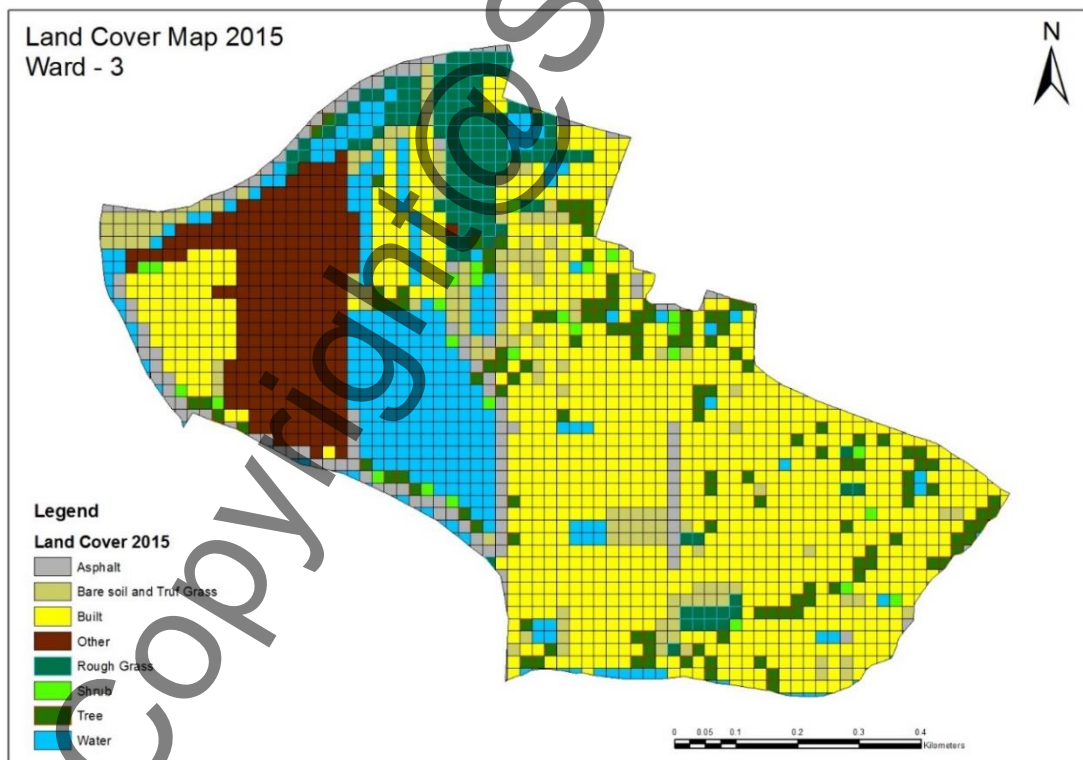 Land Cover Map 2015
Ward - 3
N
Legend
Land Cover 2015
Asphalt
Bare soil and Truf Grass
Built
Other
Rough Grass
Shrub
Tree
Water
0 0.05 0.1 0.2 0.3 0.4
Kilometers
Copyright@S